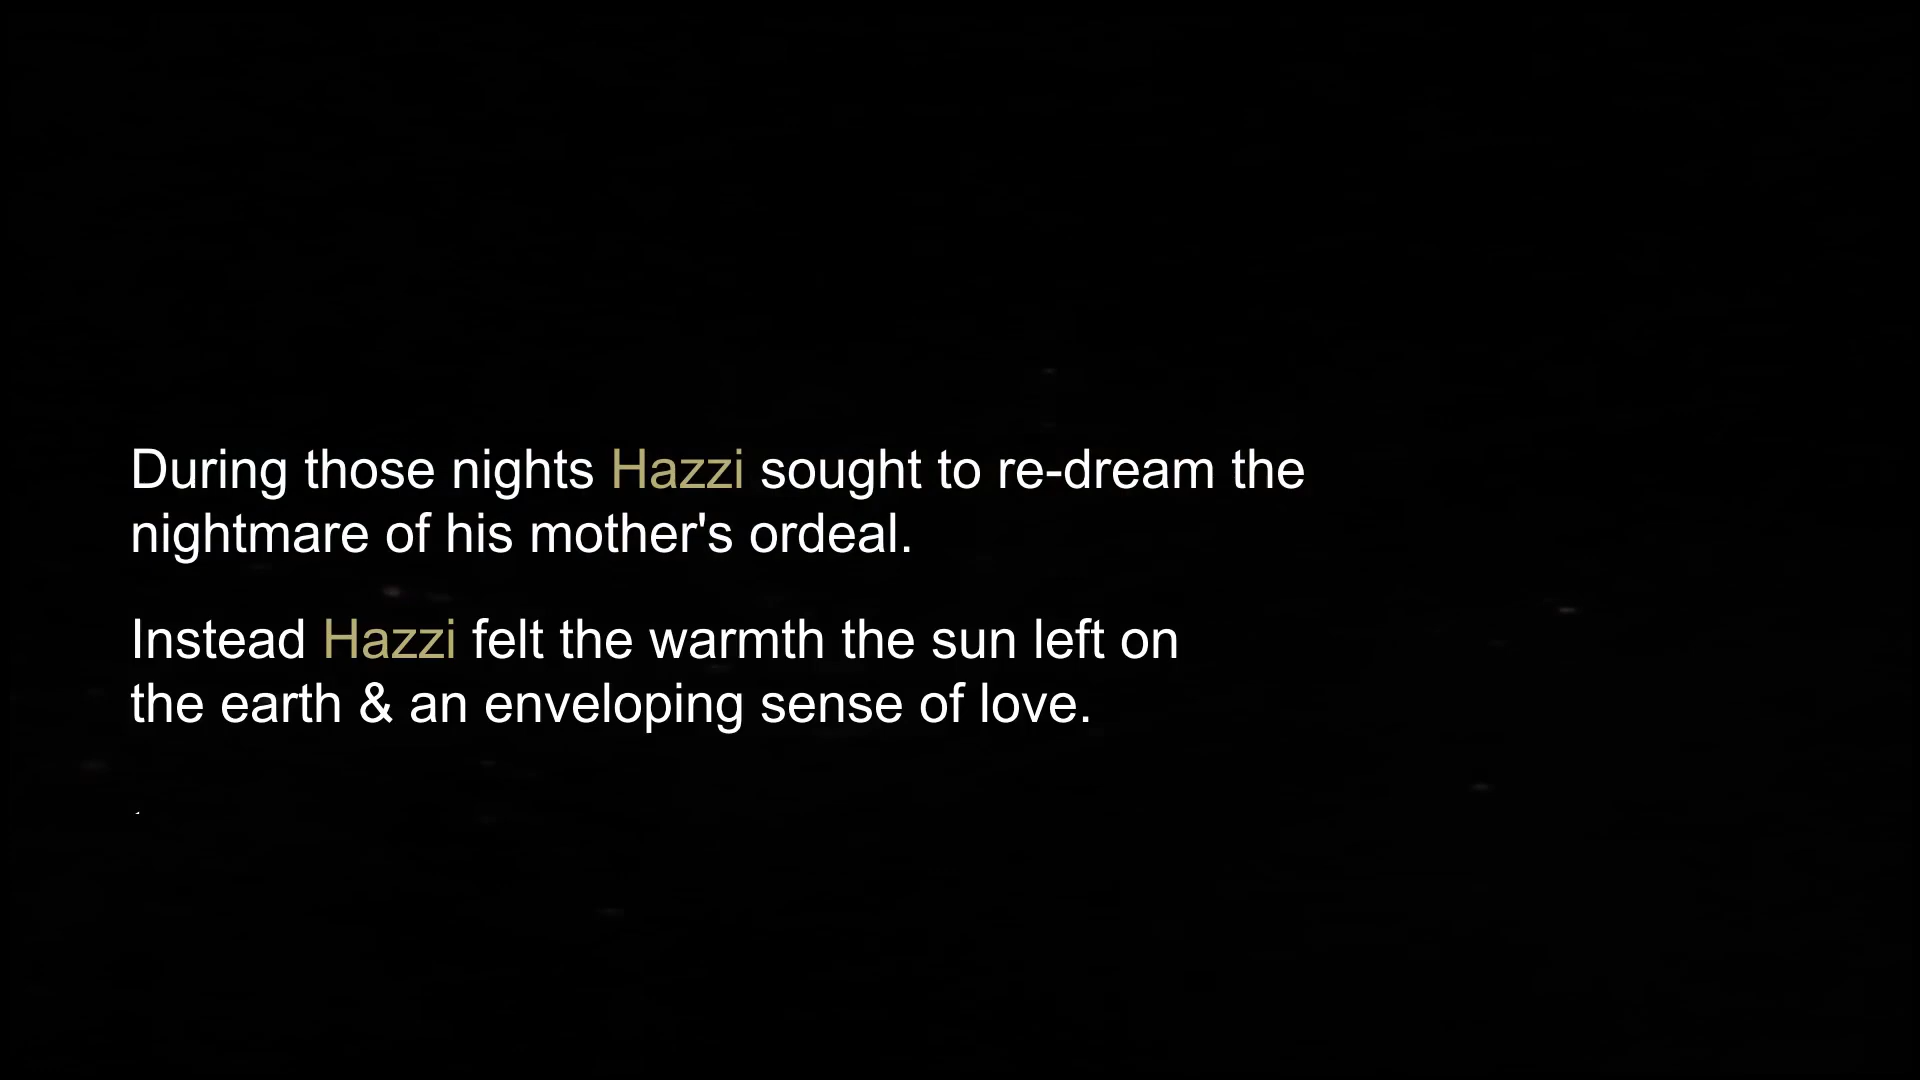 During those nights Hazzi sought to re-dream the
nightmare of his mother's ordeal.
Instead Hazzi felt the warmth the sun left on
the earth & an enveloping sense of love.